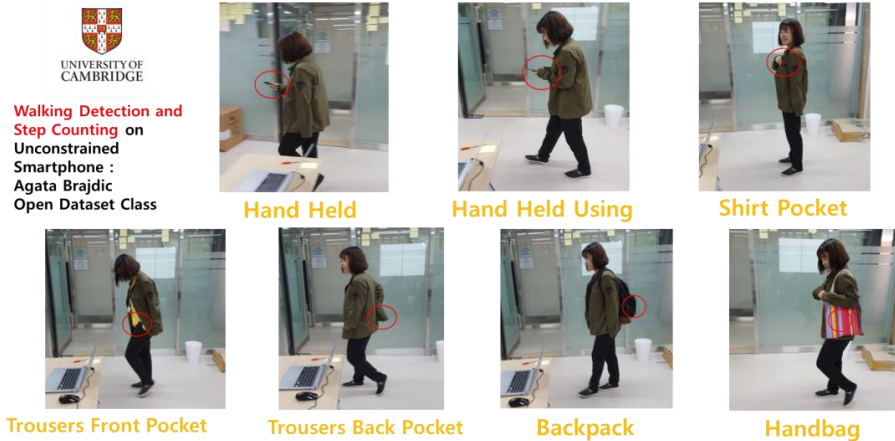 UNIVERSITY OF
CAMBRIDGE
Walking Detection and
Step Counting on
Unconstrained
Smartphone :
Agata Brajdic
Open Dataset Class
Hand Held
Hand Held Using
Shirt Pocket
Trousers Front Pocket
Trousers Back Pocket
Backpack
Handbag